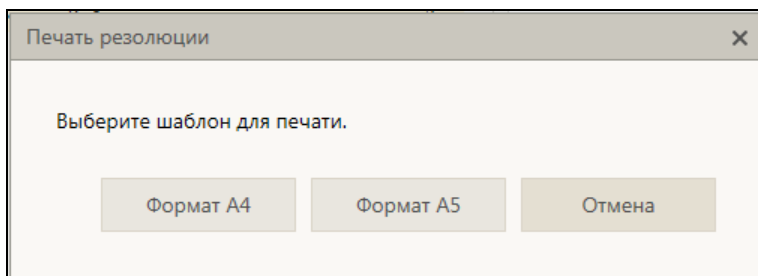 Печать резолюции
Выберите шаблон для печати.
Формат А4 Формат А5 Отмена